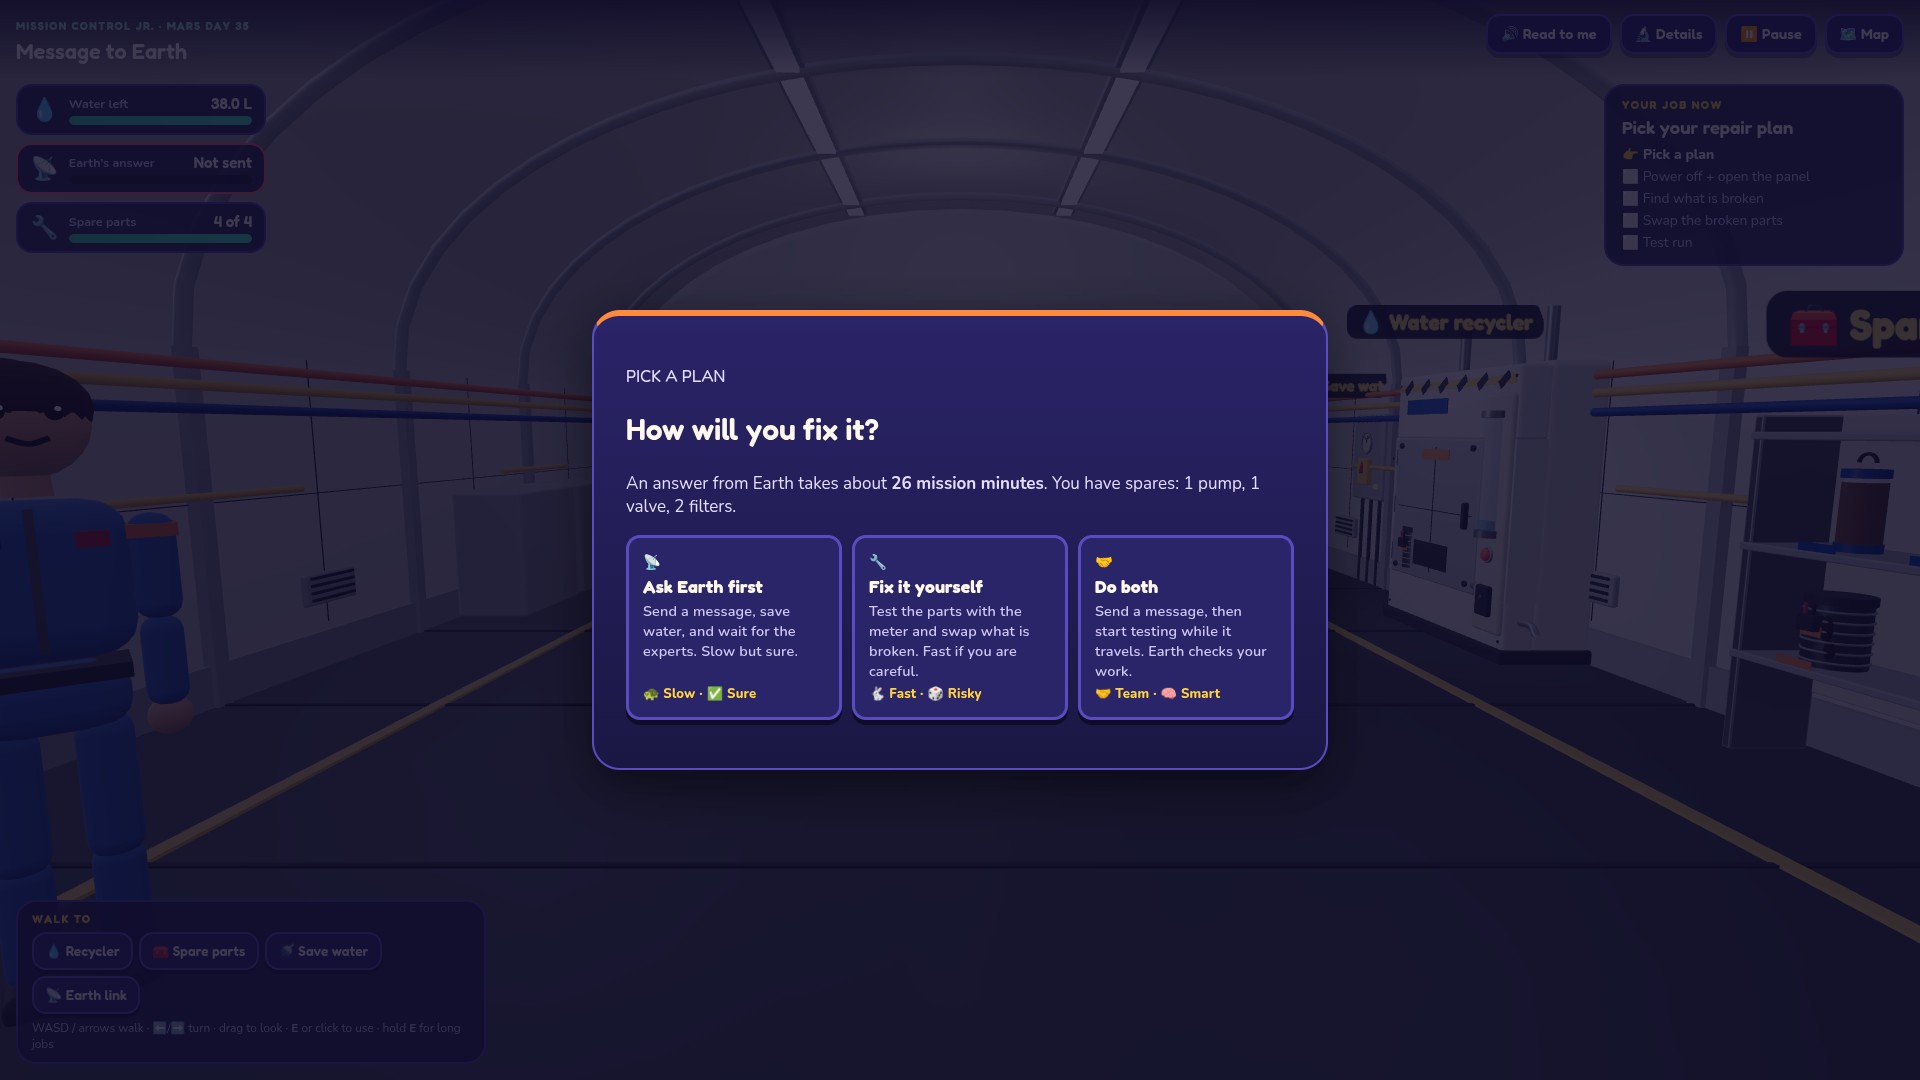 MISSION CONTROL JR. · MARS DAY 35
Message to Earth
🔊 Read to me
🔬 Details
⏸️ Pause
🗺️ Map
💧 Water left 38.0 L
📡 Earth's answer Not sent
🔧 Spare parts 4 of 4
YOUR JOB NOW
Pick your repair plan
👉 Pick a plan
⬜ Power off + open the panel
⬜ Find what is broken
⬜ Swap the broken parts
⬜ Test run
💧 Water recycler
🧰 Spa
PICK A PLAN
How will you fix it?
An answer from Earth takes about 26 mission minutes. You have spares: 1 pump, 1
valve, 2 filters.
📡
Ask Earth first
Send a message, save
water, and wait for the
experts. Slow but sure.
🐢 Slow · ✅ Sure
🔧
Fix it yourself
Test the parts with the
meter and swap what is
broken. Fast if you are
careful.
🐇 Fast · 🎲 Risky
🤝
Do both
Send a message, then
start testing while it
travels. Earth checks your
work.
🤝 Team · 🧠 Smart
WALK TO
💧 Recycler
🧰 Spare parts
🚿 Save water
📡 Earth link
WASD / arrows walk · ⬅️/➡️ turn · drag to look · E or click to use · hold E for long
jobs